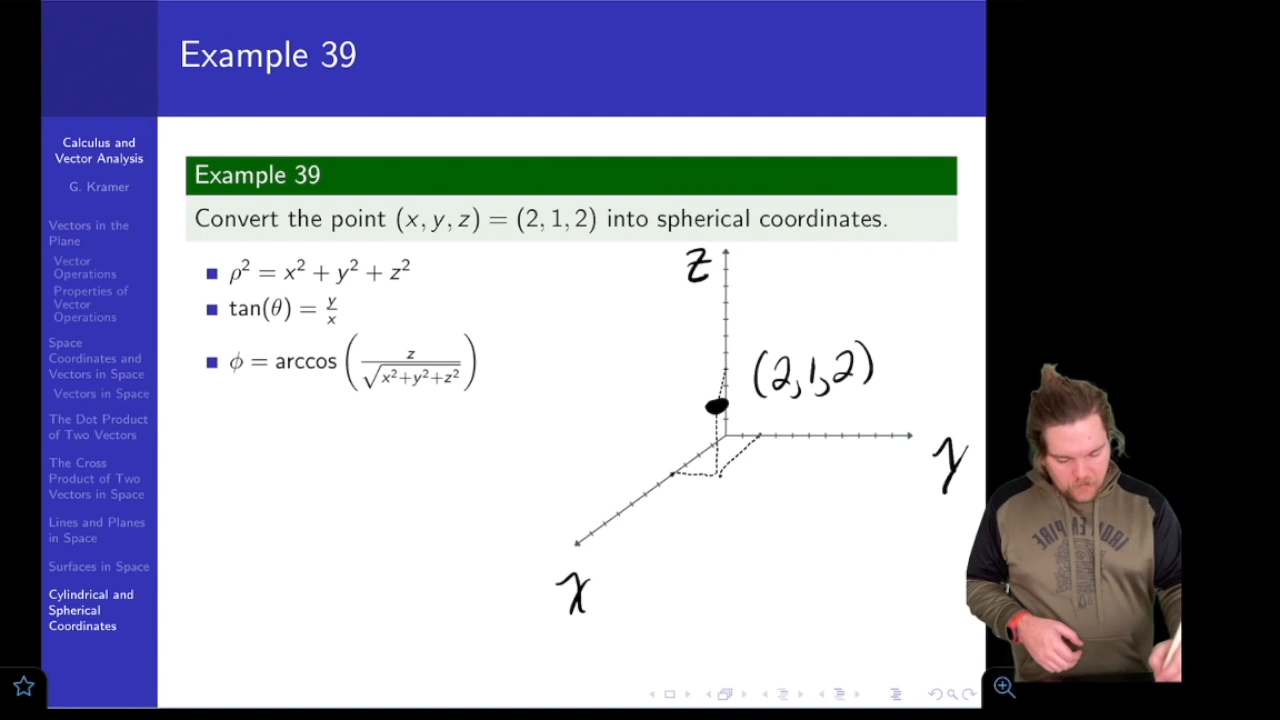 Example 39
Calculus and
Vector Analysis
G. Kramer
Vectors in the
Plane
Vector
Operations
Properties of
Vector
Operations
Space
Coordinates and
Vectors in Space
Vectors in Space
The Dot Product
of Two Vectors
The Cross
Product of Two
Vectors in Space
Lines and Planes
in Space
Surfaces in Space
Cylindrical and
Spherical
Coordinates
Example 39
Convert the point (x, y, z) = (2, 1, 2) into spherical coordinates.
ρ² = x² + y² + z²
tan(θ) = y/x
ϕ = arccos(z/√(x²+y²+z²))
z
(2,1,2)
y
x